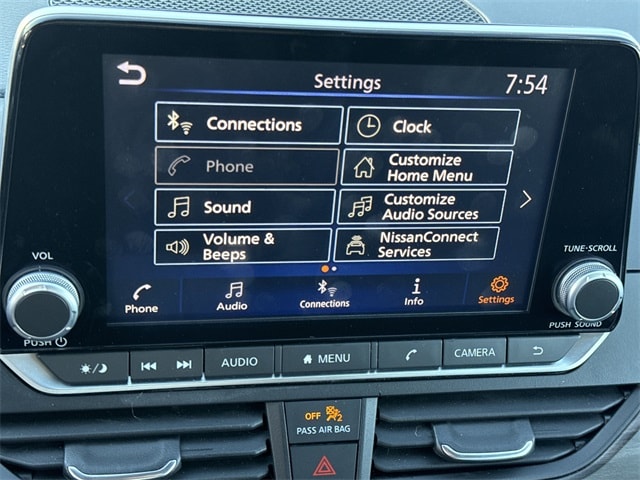 Settings
7:54
Connections
Clock
Phone
Customize
Home Menu
Sound
Customize
Audio Sources
Volume &
Beeps
NissanConnect
Services
Phone
Audio
Connections
Info
Settings
VOL
PUSH
TUNE·SCROLL
PUSH SOUND
AUDIO
MENU
CAMERA
OFF
2
PASS AIR BAG